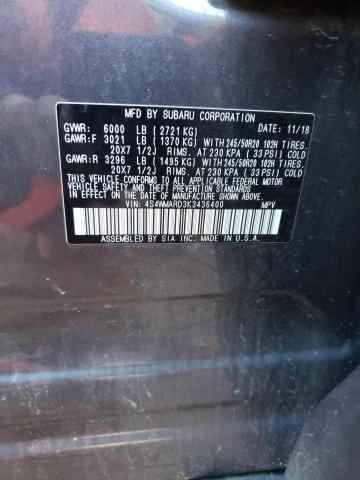 MFD BY SUBARU CORPORATION
GVWR: 6000 LB (2721 KG) DATE: 11/18
GAWR:F 3021 LB (1370 KG) WITH 245/50R20 102H TIRES.
20X7 1/2J RIMS. AT 230 KPA (33 PSI) COLD
GAWR:R 3296 LB (1495 KG) WITH 245/50R20 102H TIRES.
20X7 1/2J RIMS. AT 230 KPA (33 PSI) COLD
THIS VEHICLE CONFORMS TO ALL APPLICABLE FEDERAL MOTOR
VEHICLE SAFETY AND THEFT PREVENTION STANDARDS IN
EFFECT ON THE DATE OF MANUFACTURE SHOWN ABOVE.
VIN: 4S4WMARD3K3436400 MPV
ASSEMBLED BY SIA INC. MADE IN U.S.A.